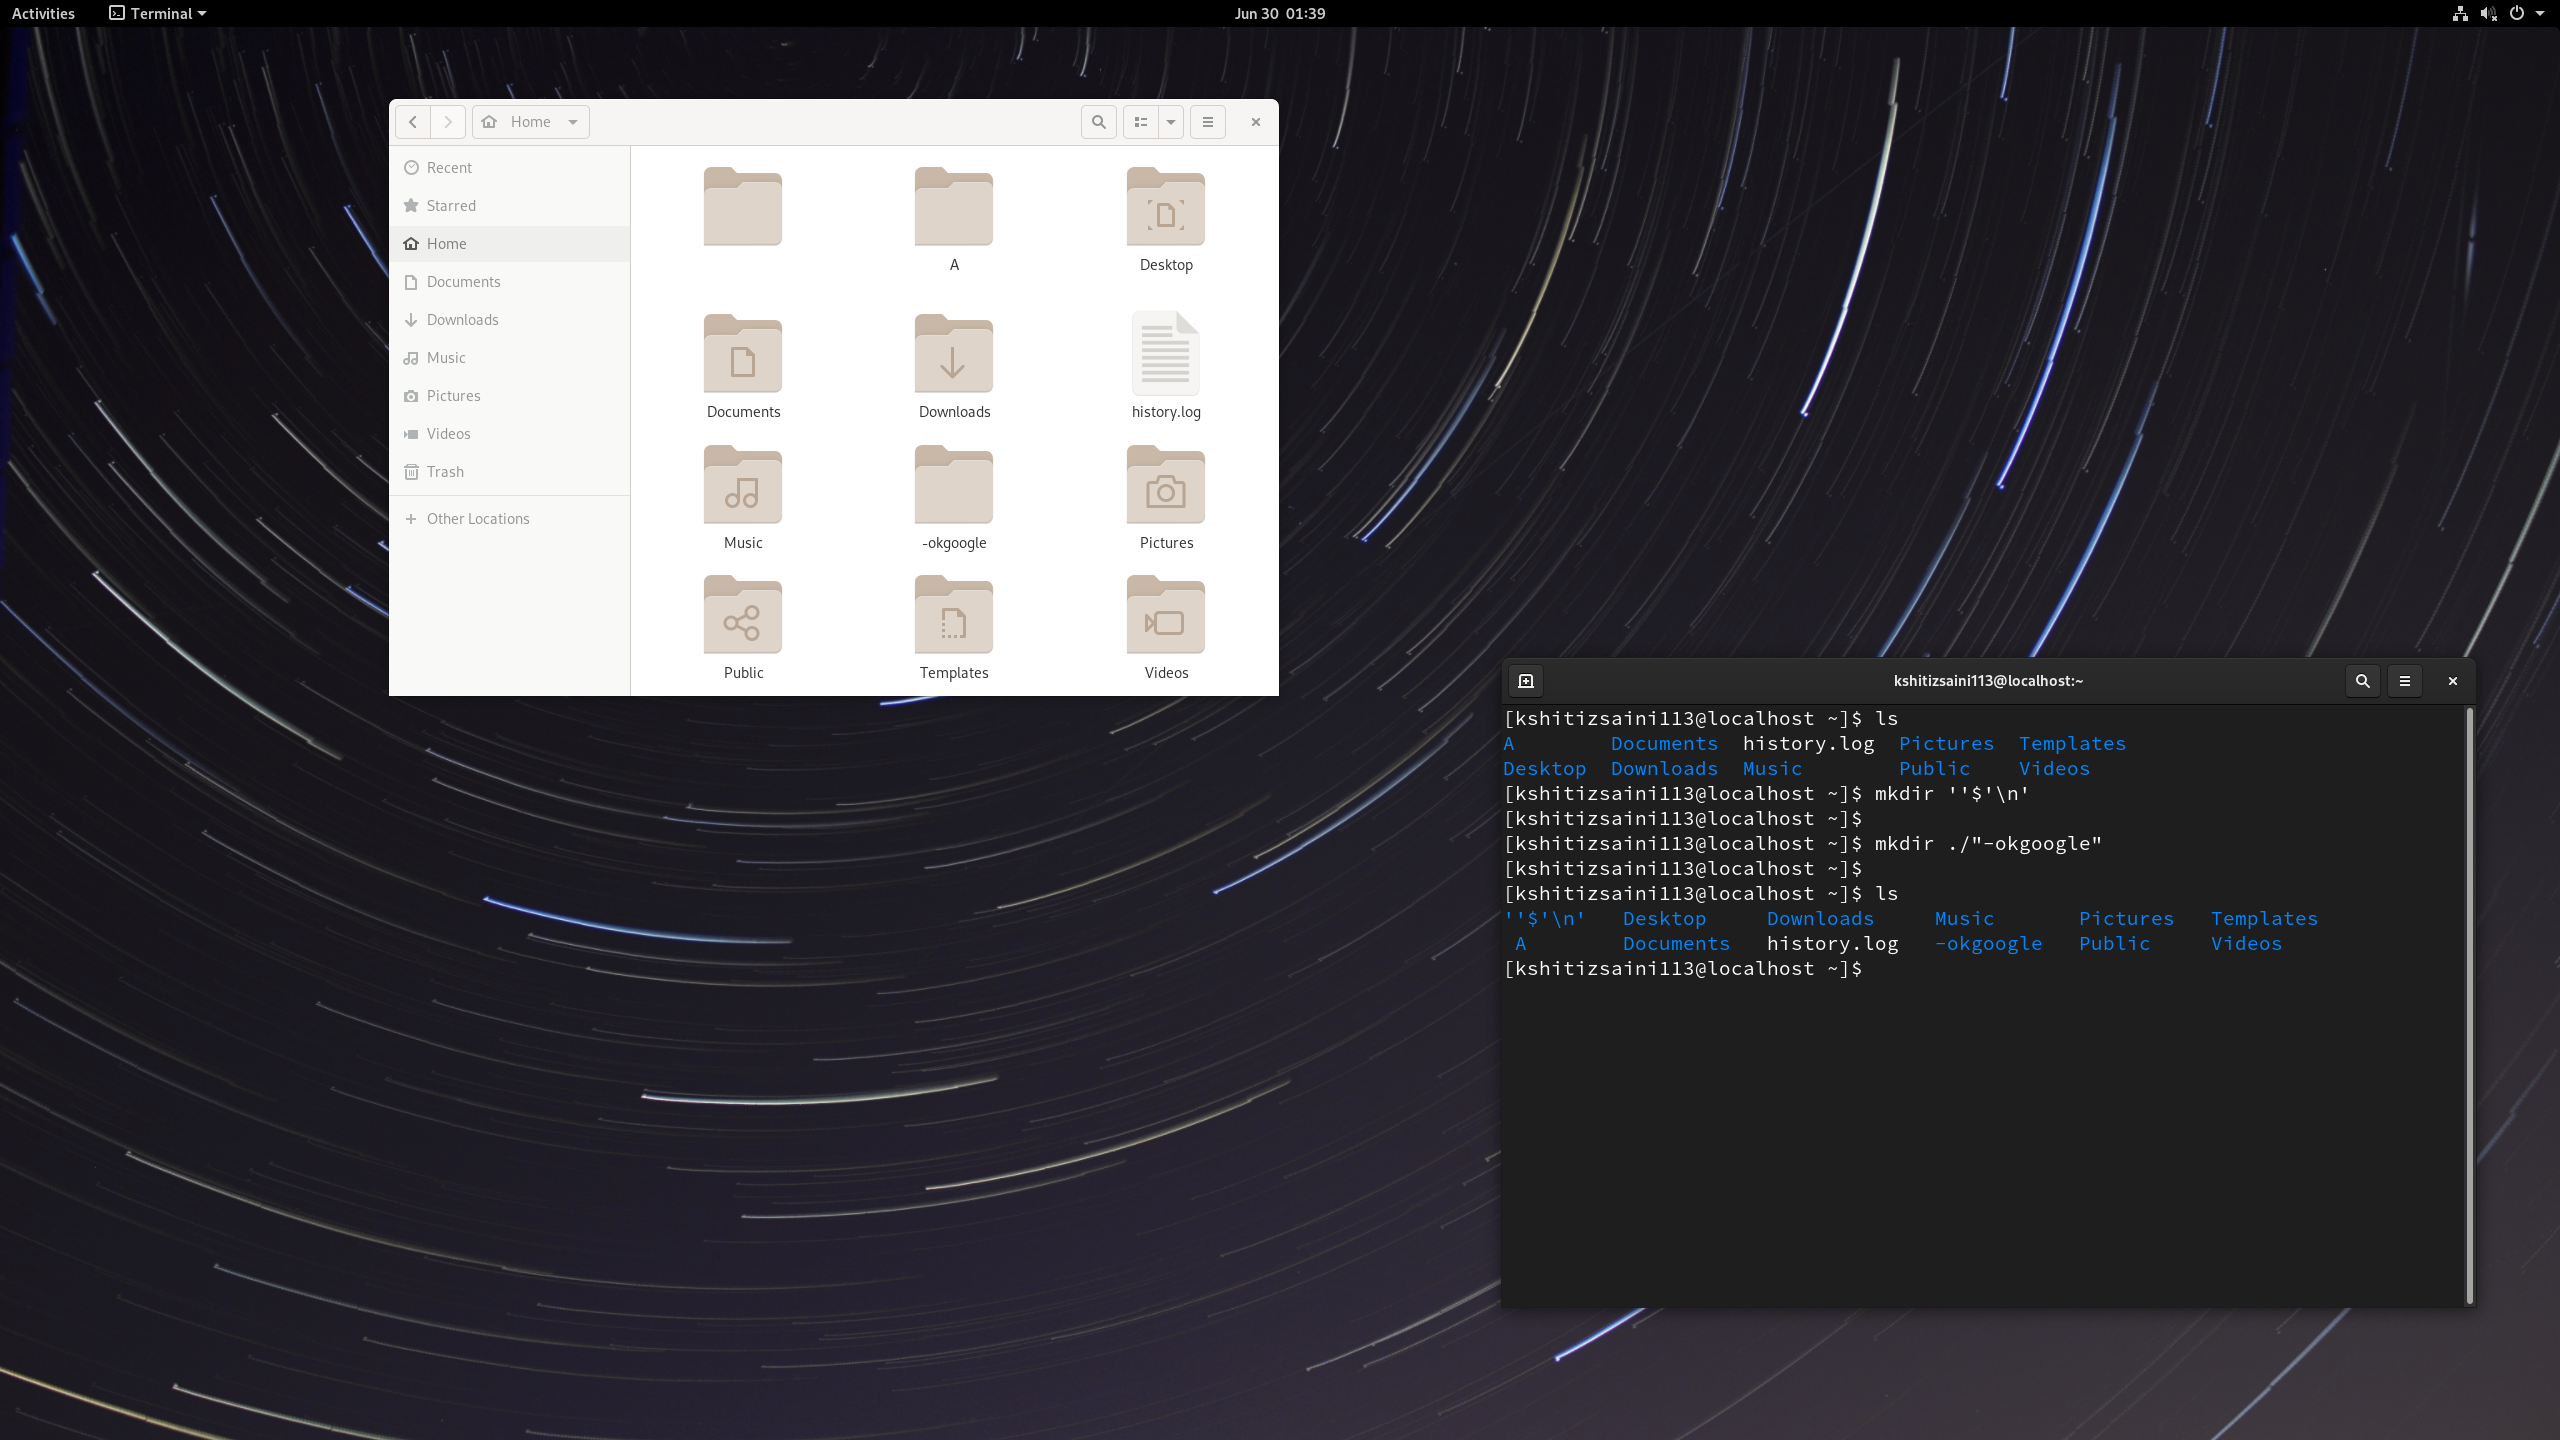 Activities
Terminal
Jun 30 01:39
Home
Recent
Starred
Home
Documents
Downloads
Music
Pictures
Videos
Trash
Other Locations
A
Desktop
Documents
Downloads
history.log
Music
-okgoogle
Pictures
Public
Templates
Videos
kshitizsaini113@localhost:~
[kshitizsaini113@localhost ~]$ ls
A        Documents  history.log  Pictures  Templates
Desktop  Downloads  Music        Public    Videos
[kshitizsaini113@localhost ~]$ mkdir ''$'\n'
[kshitizsaini113@localhost ~]$
[kshitizsaini113@localhost ~]$ mkdir ./"-okgoogle"
[kshitizsaini113@localhost ~]$
[kshitizsaini113@localhost ~]$ ls
''$'\n'   Desktop     Downloads     Music       Pictures   Templates
 A        Documents   history.log   -okgoogle   Public     Videos
[kshitizsaini113@localhost ~]$